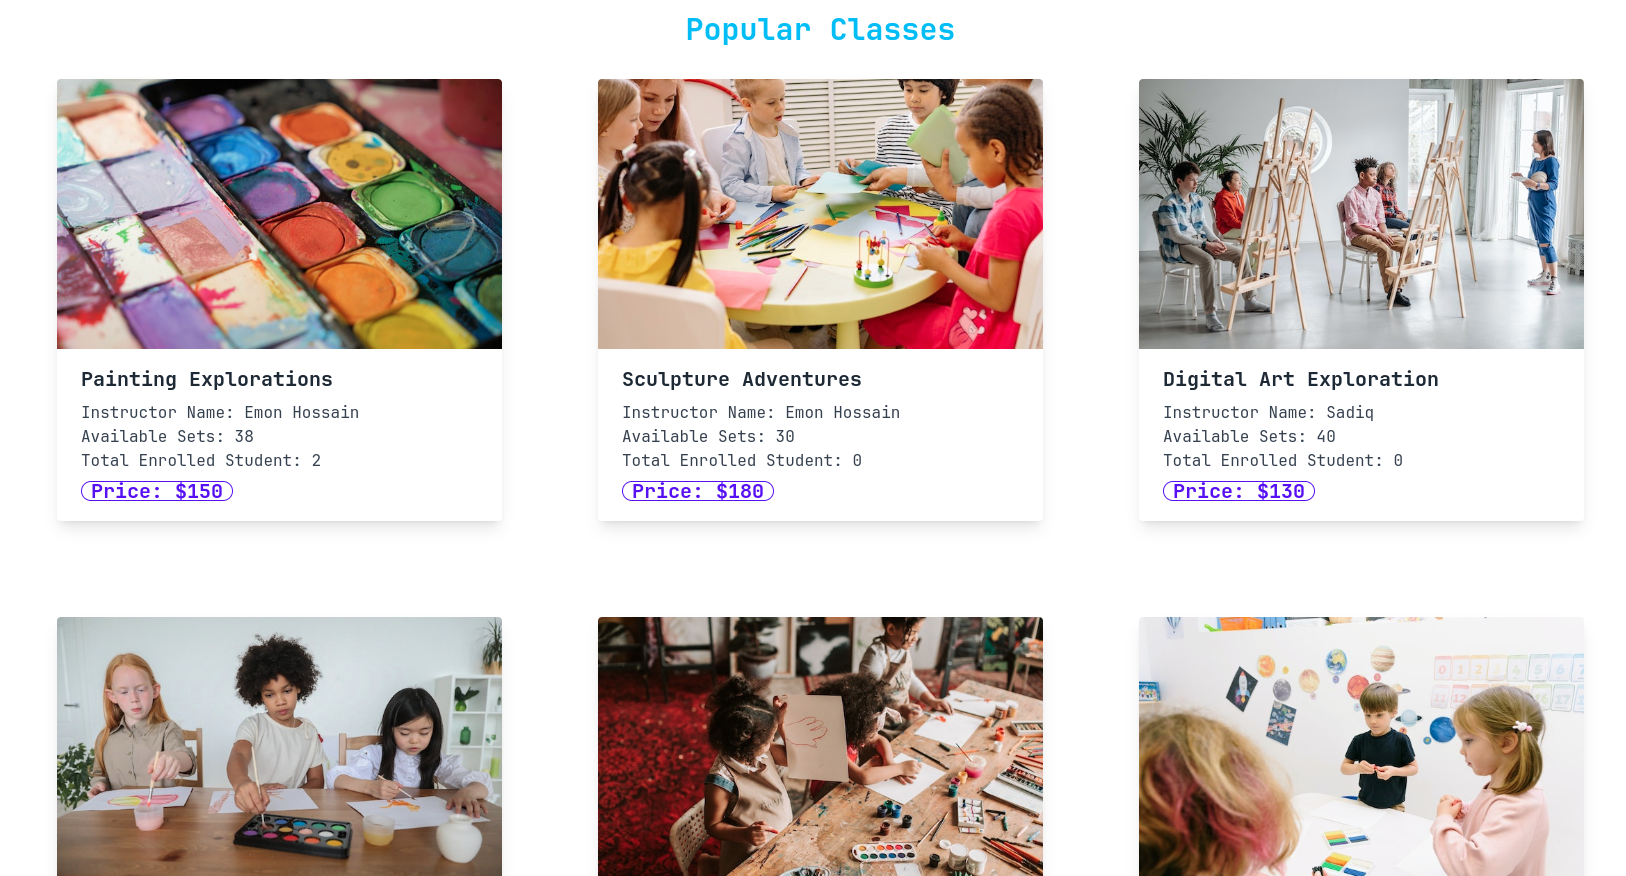 Popular Classes
Painting Explorations
Instructor Name: Emon Hossain
Available Sets: 38
Total Enrolled Student: 2
Price: $150
Sculpture Adventures
Instructor Name: Emon Hossain
Available Sets: 30
Total Enrolled Student: 0
Price: $180
Digital Art Exploration
Instructor Name: Sadiq
Available Sets: 40
Total Enrolled Student: 0
Price: $130